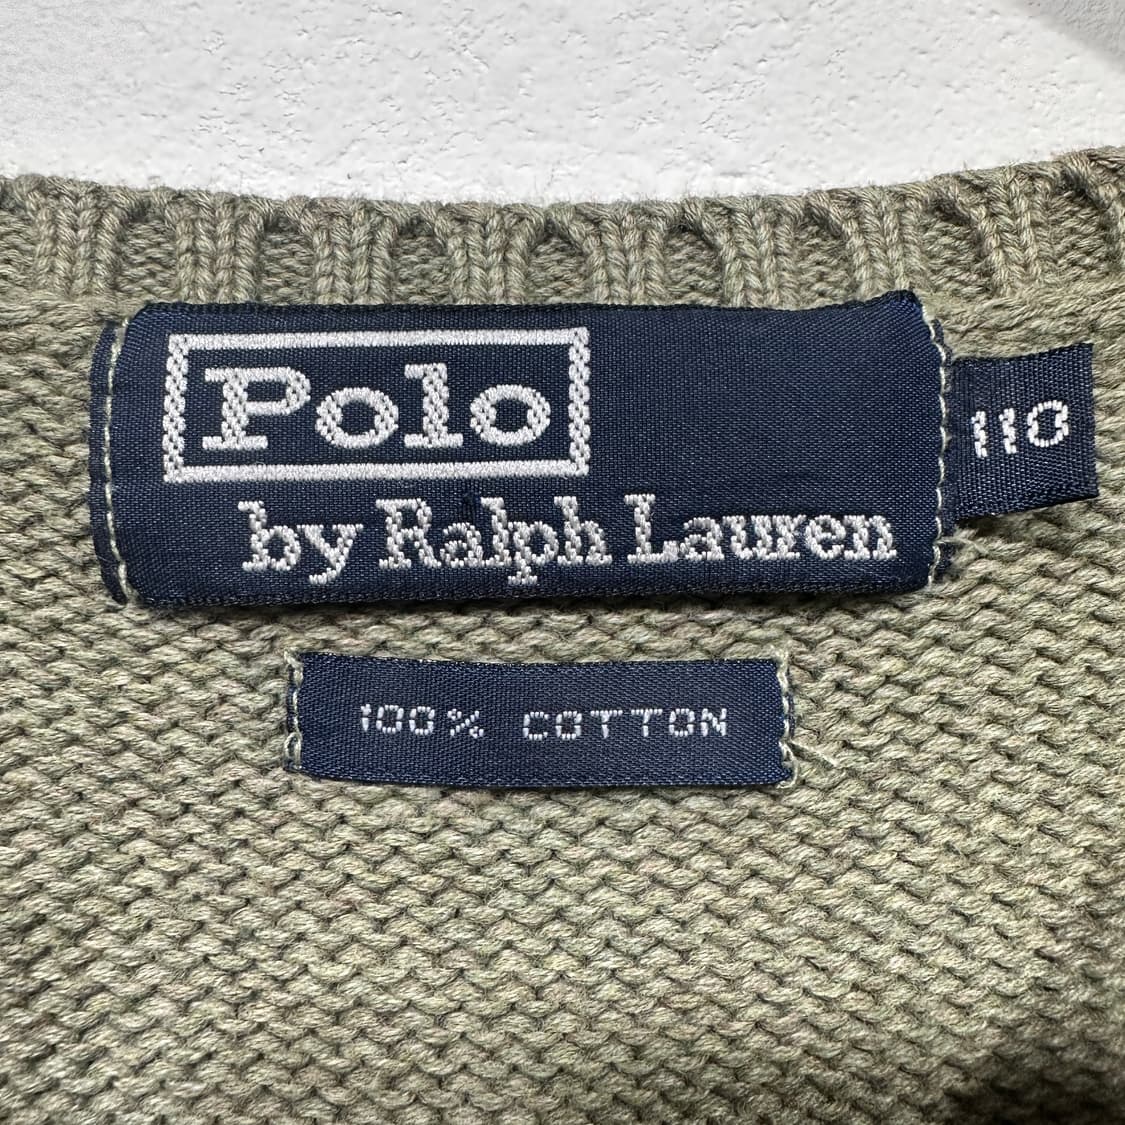 Polo
by Ralph Lauren
110
100% COTTON